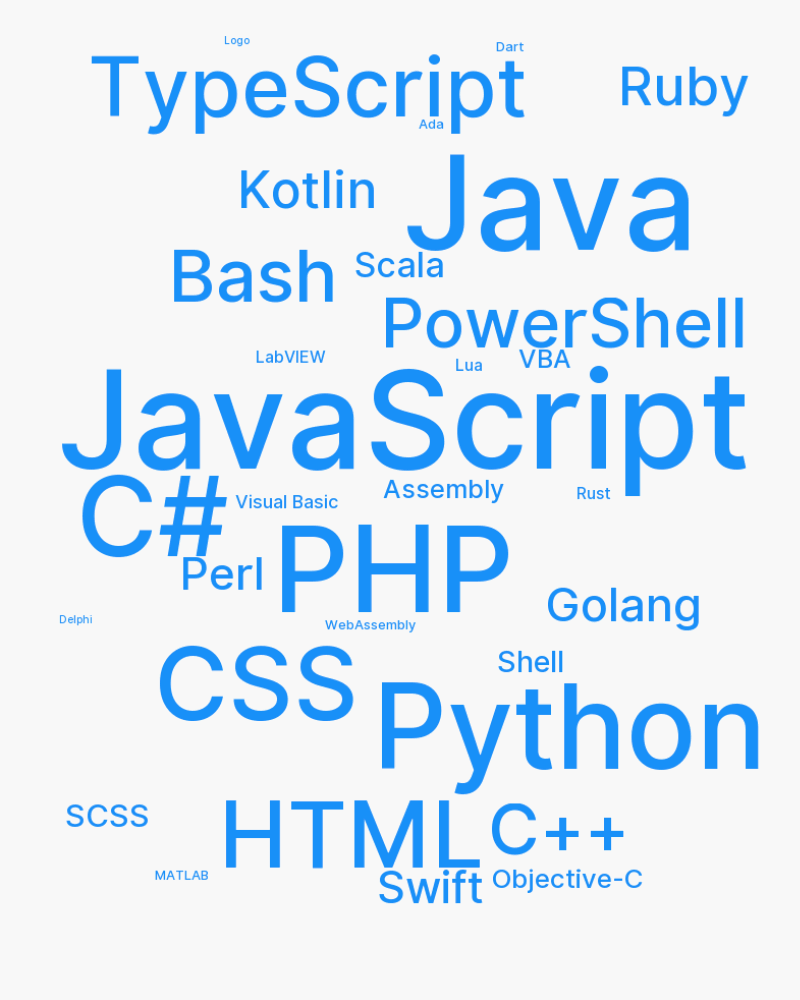 Logo
Dart
TypeScript
Ruby
Ada
Kotlin
Java
Bash
Scala
PowerShell
LabVIEW
Lua
VBA
JavaScript
C#
Visual Basic
Assembly
Rust
Perl
PHP
Golang
Delphi
WebAssembly
CSS
Shell
Python
SCSS
HTML
C++
MATLAB
Swift
Objective-C